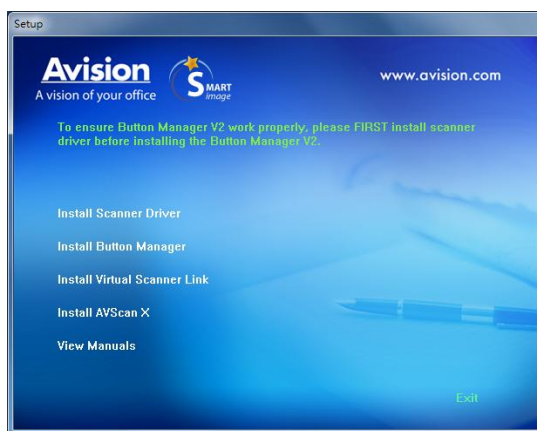 Setup
Avision
A vision of your office
SMART
image
www.avision.com
To ensure Button Manager V2 work properly, please FIRST install scanner
driver before installing the Button Manager V2.
Install Scanner Driver
Install Button Manager
Install Virtual Scanner Link
Install AVScan X
View Manuals
Exit